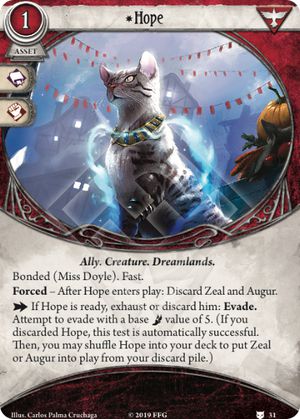 1
Hope
ASSET
Ally. Creature. Dreamlands.
Bonded (Miss Doyle). Fast.
Forced – After Hope enters play: Discard Zeal and Augur.
If Hope is ready, exhaust or discard him: Evade.
Attempt to evade with a base value of 5. (If you
discarded Hope, this test is automatically successful.
Then, you may shuffle Hope into your deck to put Zeal
or Augur into play from your discard pile.)
Illus. Carlos Palma Cruchaga
© 2019 FFG
31